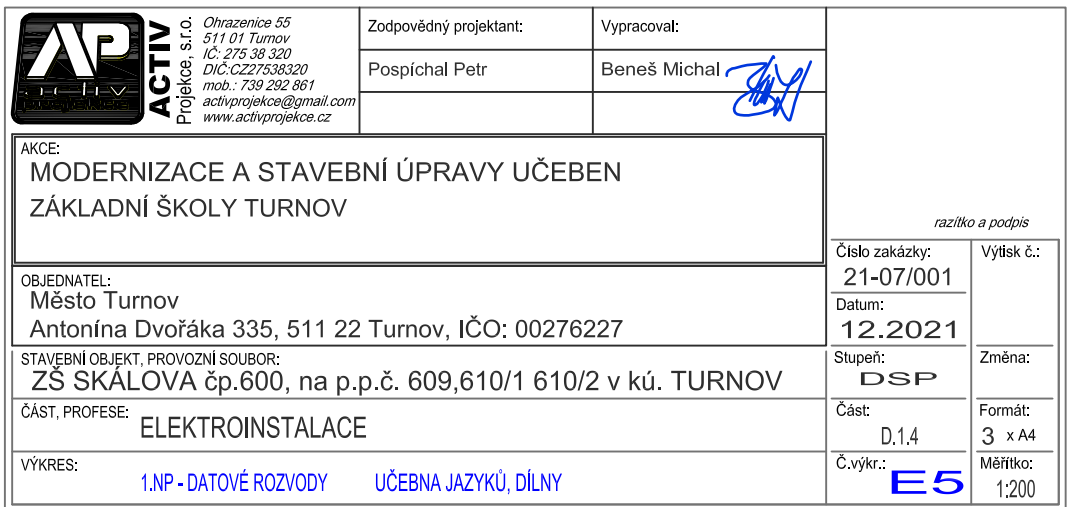 AP
activ
projekce
ACTIV
Projekce, s.r.o.
Ohrazenice 55
511 01 Turnov
IČ: 275 38 320
DIČ:CZ27538320
mob.: 739 292 861
activprojekce@gmail.com
www.activprojekce.cz
Zodpovědný projektant:
Pospíchal Petr
Vypracoval:
Beneš Michal
razítko a podpis
AKCE:
MODERNIZACE A STAVEBNÍ ÚPRAVY UČEBEN
ZÁKLADNÍ ŠKOLY TURNOV
OBJEDNATEL:
Město Turnov
Antonína Dvořáka 335, 511 22 Turnov, IČO: 00276227
Číslo zakázky:
21-07/001
Výtisk č.:
Datum:
12.2021
STAVEBNÍ OBJEKT, PROVOZNÍ SOUBOR:
ZŠ SKÁLOVA čp.600, na p.p.č. 609,610/1 610/2 v kú. TURNOV
Stupeň:
DSP
Změna:
ČÁST, PROFESE:
ELEKTROINSTALACE
Část:
D.1.4
Formát:
3 x A4
VÝKRES:
1.NP - DATOVÉ ROZVODY UČEBNA JAZYKŮ, DÍLNY
Č.výkr.:
E5
Měřítko:
1:200